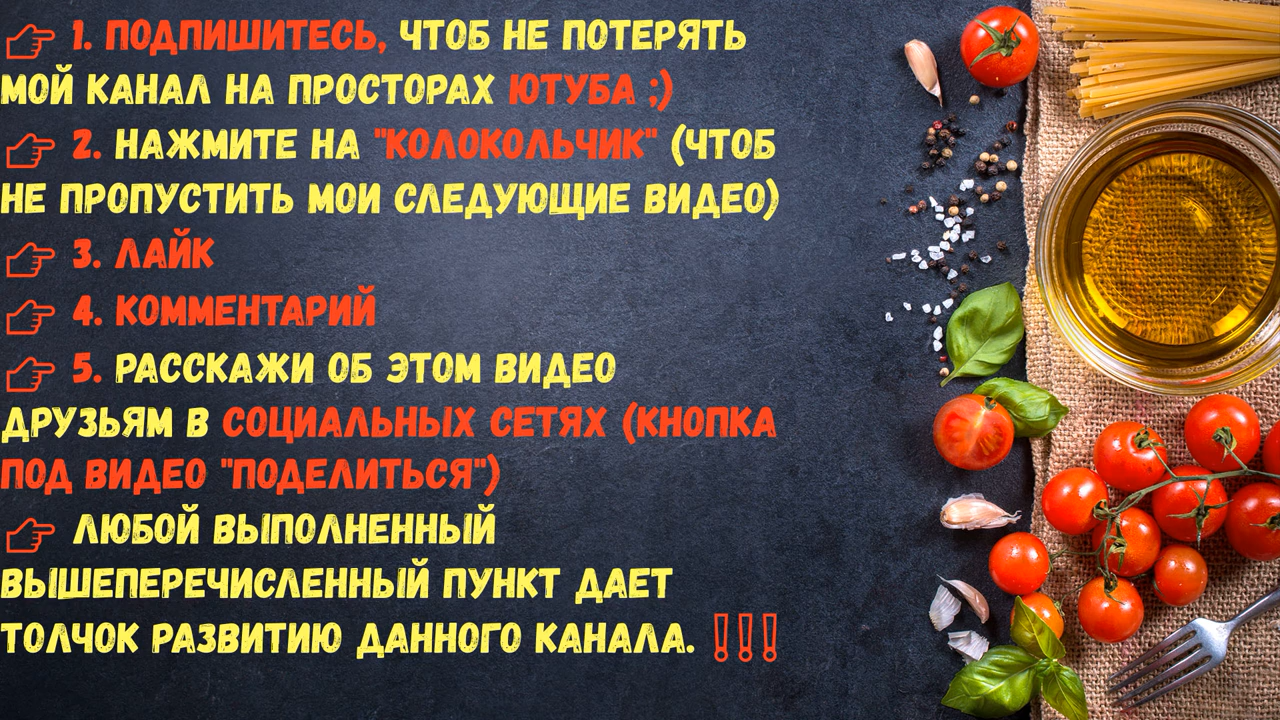 👉 1. ПОДПИШИТЕСЬ, ЧТОБ НЕ ПОТЕРЯТЬ
МОЙ КАНАЛ НА ПРОСТОРАХ ЮТУБА ;)
👉 2. НАЖМИТЕ НА "КОЛОКОЛЬЧИК" (ЧТОБ
НЕ ПРОПУСТИТЬ МОИ СЛЕДУЮЩИЕ ВИДЕО)
👉 3. ЛАЙК
👉 4. КОММЕНТАРИЙ
👉 5. РАССКАЖИ ОБ ЭТОМ ВИДЕО
ДРУЗЬЯМ В СОЦИАЛЬНЫХ СЕТЯХ (КНОПКА
ПОД ВИДЕО "ПОДЕЛИТЬСЯ")
👉 ЛЮБОЙ ВЫПОЛНЕННЫЙ
ВЫШЕПЕРЕЧИСЛЕННЫЙ ПУНКТ ДАЕТ
ТОЛЧОК РАЗВИТИЮ ДАННОГО КАНАЛА. !!!